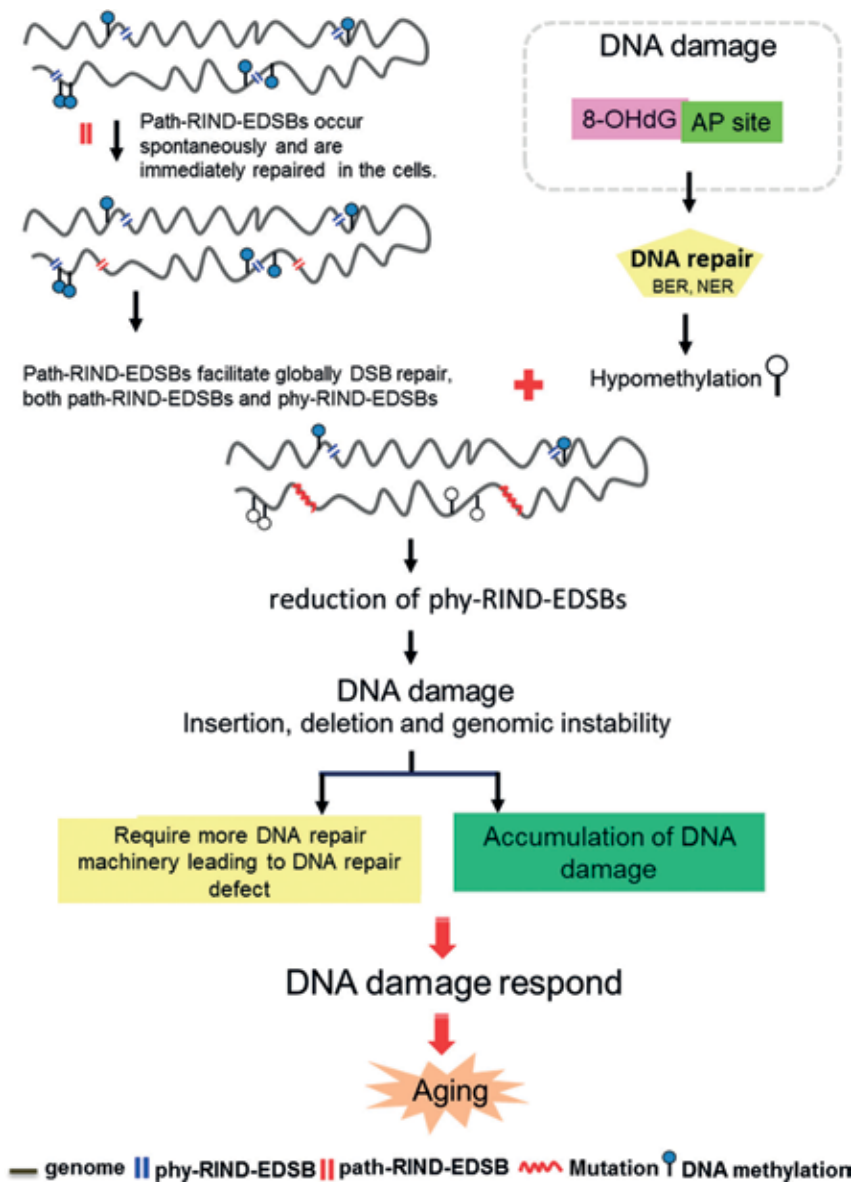 Path-RIND-EDSBs occur
spontaneously and are
immediately repaired in the cells.
Path-RIND-EDSBs facilitate globally DSB repair,
both path-RIND-EDSBs and phy-RIND-EDSBs
DNA damage
8-OHdG
AP site
DNA repair
BER, NER
Hypomethylation
reduction of phy-RIND-EDSBs
DNA damage
Insertion, deletion and genomic instability
Require more DNA repair
machinery leading to DNA repair
defect
Accumulation of DNA
damage
DNA damage respond
Aging
genome phy-RIND-EDSB path-RIND-EDSB Mutation DNA methylation